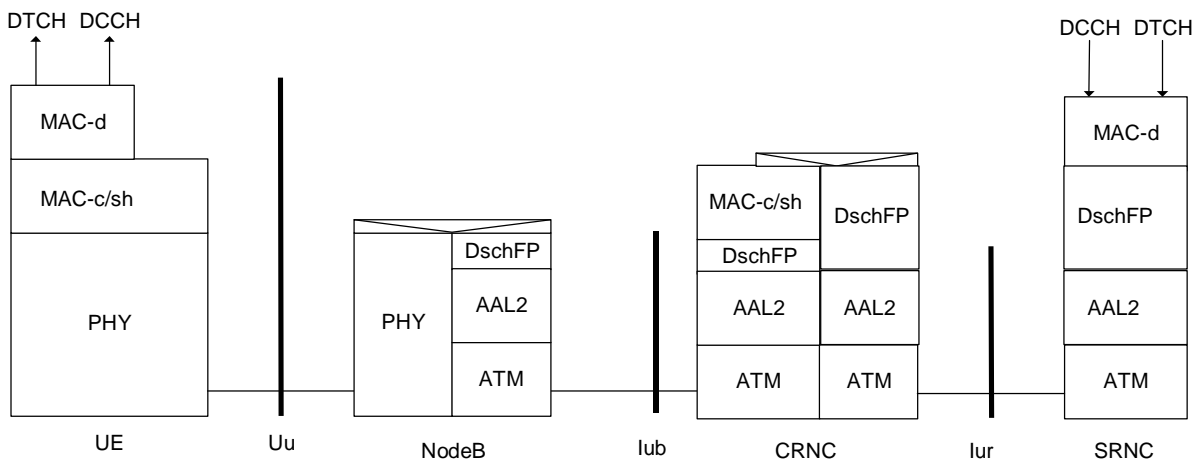 DTCH DCCH
DCCH DTCH
MAC-d
MAC-d
MAC-c/sh
MAC-c/sh
DschFP
DschFP
DschFP
DschFP
PHY
PHY
AAL2
AAL2
AAL2
AAL2
ATM
ATM
ATM
ATM
UE
Uu
NodeB
Iub
CRNC
Iur
SRNC